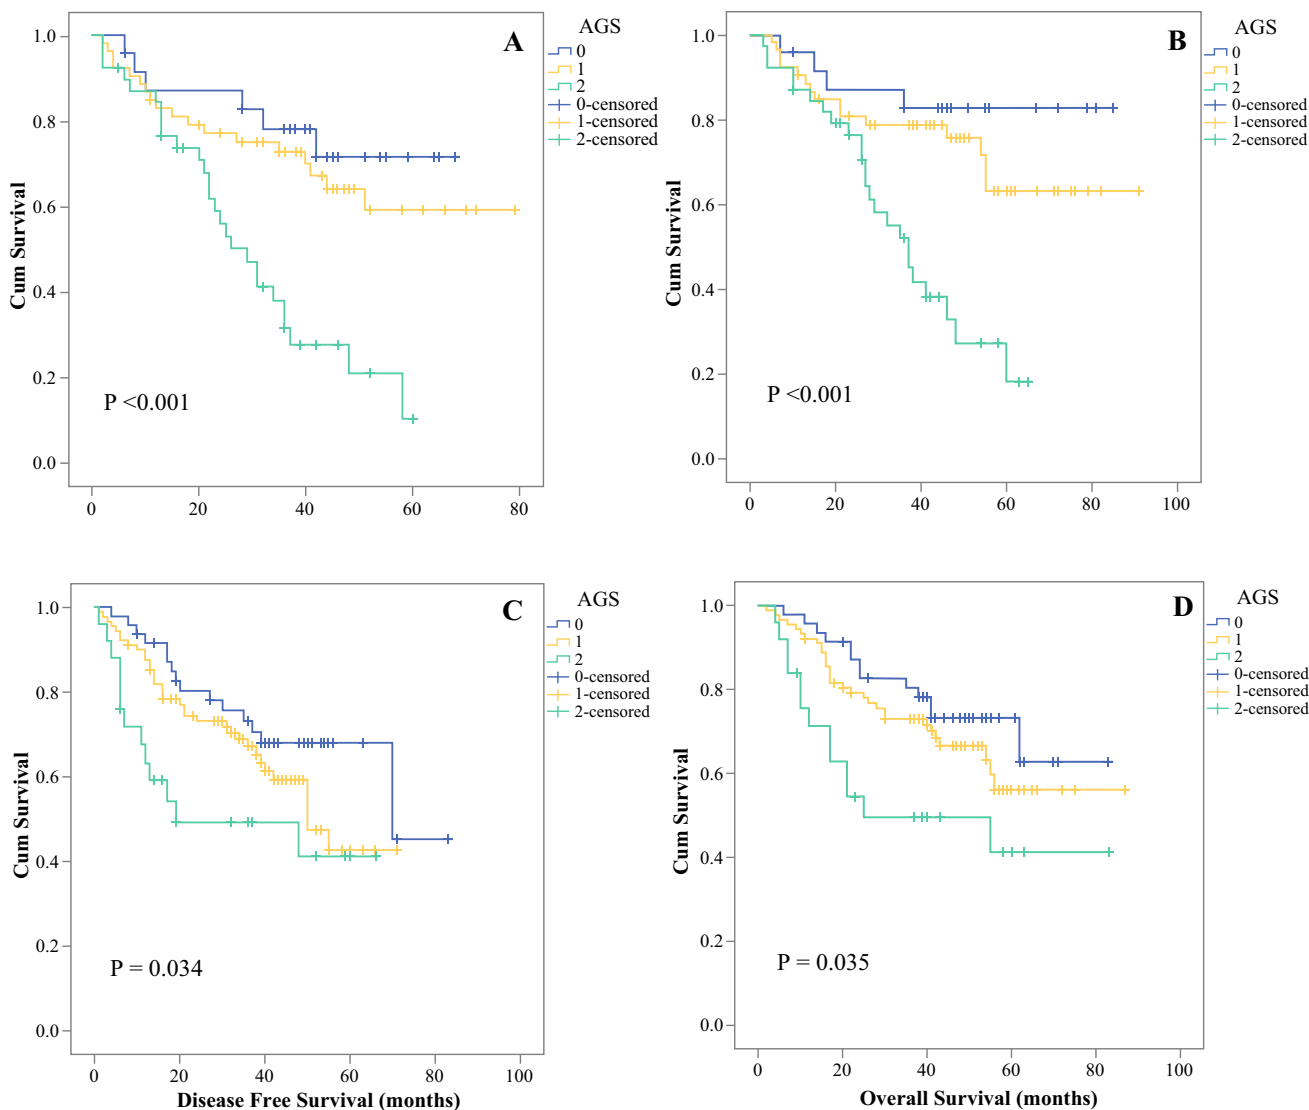 A
AGS
0
1
2
0-censored
1-censored
2-censored
Cum Survival
1.0
0.8
0.6
0.4
0.2
0.0
P <0.001
0 20 40 60 80
B
AGS
0
1
2
0-censored
1-censored
2-censored
Cum Survival
1.0
0.8
0.6
0.4
0.2
0.0
P <0.001
0 20 40 60 80 100
C
AGS
0
1
2
0-censored
1-censored
2-censored
Cum Survival
1.0
0.8
0.6
0.4
0.2
0.0
P = 0.034
0 20 40 60 80 100
Disease Free Survival (months)
D
AGS
0
1
2
0-censored
1-censored
2-censored
Cum Survival
1.0
0.8
0.6
0.4
0.2
0.0
P = 0.035
0 20 40 60 80 100
Overall Survival (months)